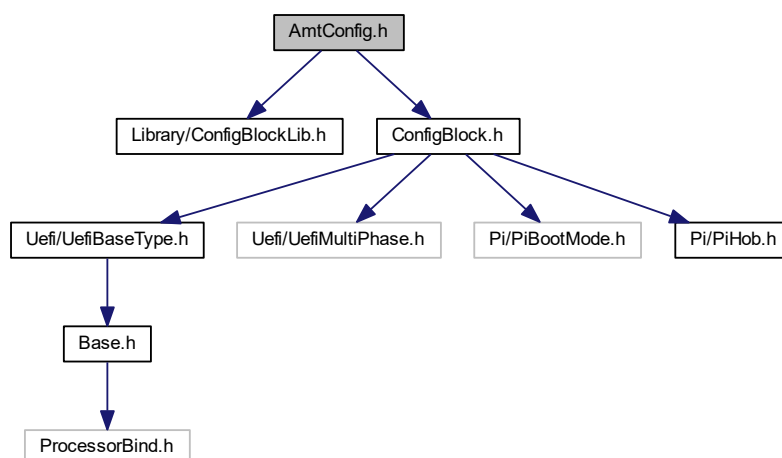 AmtConfig.h
Library/ConfigBlockLib.h
ConfigBlock.h
Uefi/UefiBaseType.h
Uefi/UefiMultiPhase.h
Pi/PiBootMode.h
Pi/PiHob.h
Base.h
ProcessorBind.h